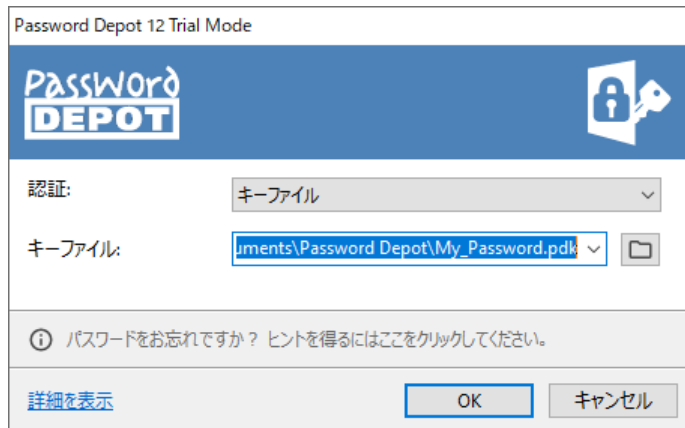 Password Depot 12 Trial Mode
Password
DEPOT
認証:
キーファイル
キーファイル:
uments\Password Depot\My_Password.pdk
パスワードをお忘れですか？ ヒントを得るにはここをクリックしてください。
詳細を表示
OK
キャンセル